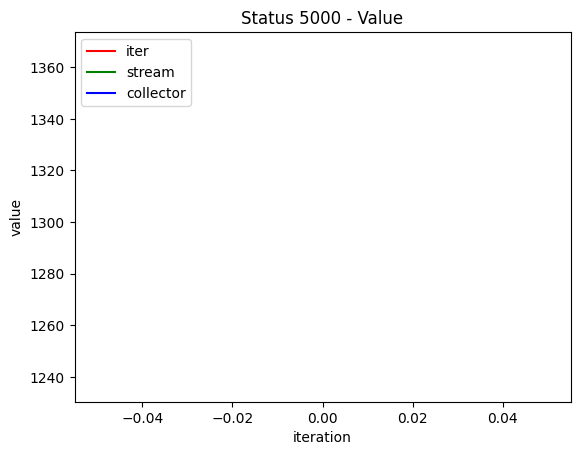 Status 5000 - Value
iter
stream
collector
1360
1340
1320
1300
1280
1260
1240
value
−0.04
−0.02
0.00
0.02
0.04
iteration